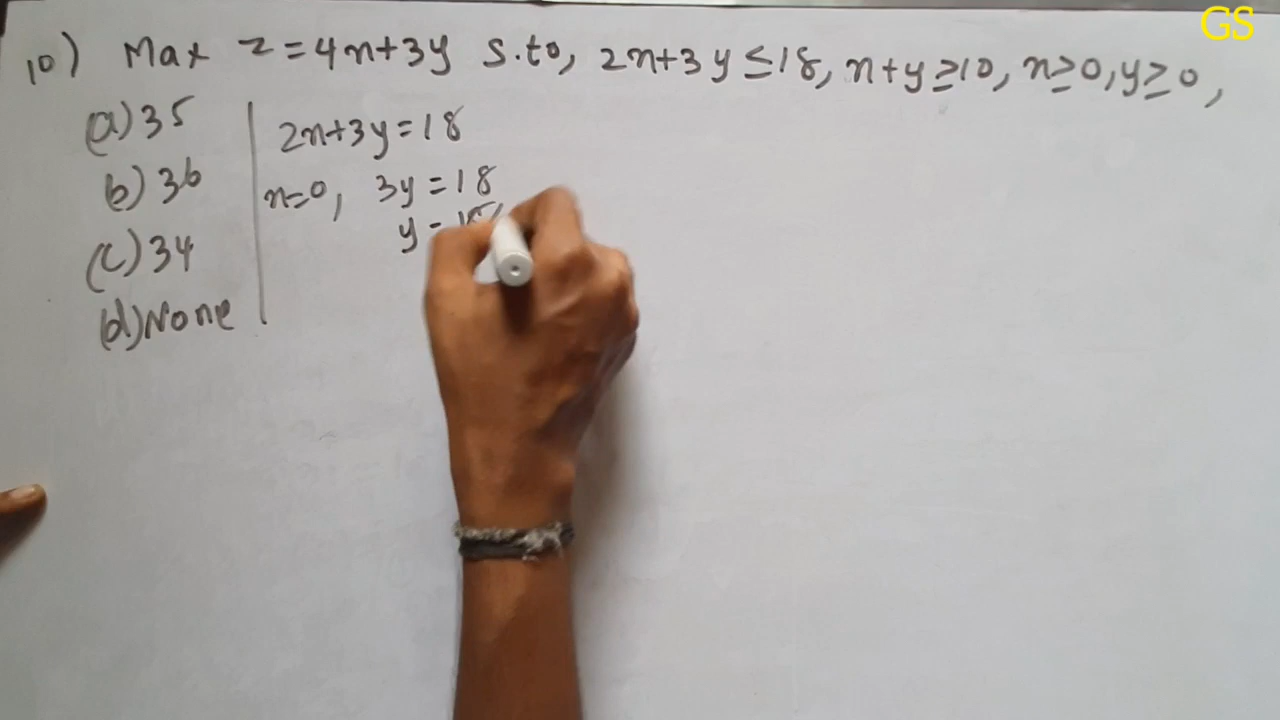 GS
10) Max z = 4x+3y s.to, 2x+3y ≤ 18, x+y ≥ 10, x ≥ 0, y ≥ 0,
(a) 35
b) 36
(c) 34
(d) None
2x+3y = 18
x=0, 3y = 18
y =